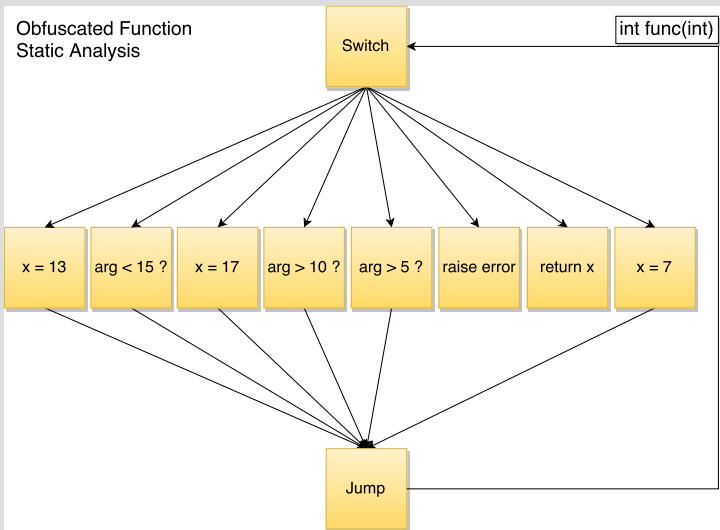 Obfuscated Function
Static Analysis
int func(int)
Switch
x = 13
arg < 15 ?
x = 17
arg > 10 ?
arg > 5 ?
raise error
return x
x = 7
Jump